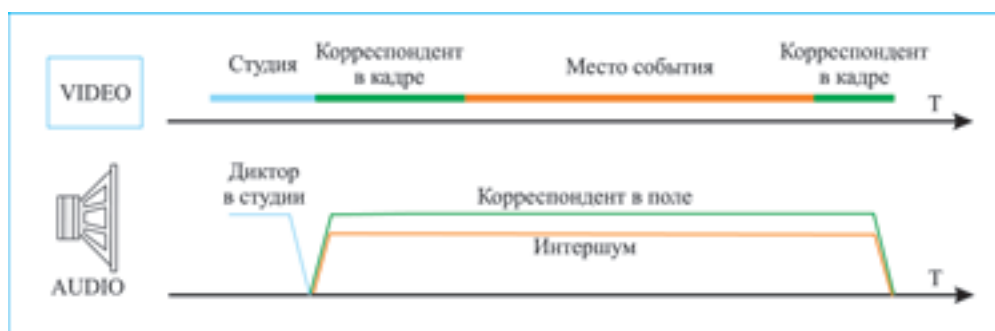 VIDEO
Студия
Корреспондент
в кадре
Место события
Корреспондент
в кадре
T
AUDIO
Диктор
в студии
Корреспондент в поле
Интершум
T